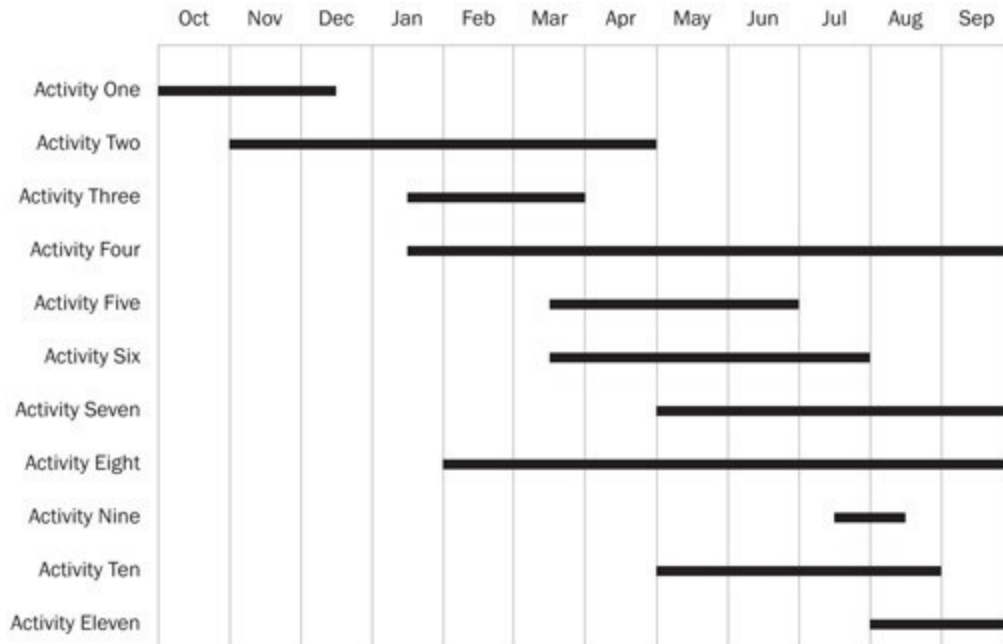 Oct Nov Dec Jan Feb Mar Apr May Jun Jul Aug Sep
Activity One
Activity Two
Activity Three
Activity Four
Activity Five
Activity Six
Activity Seven
Activity Eight
Activity Nine
Activity Ten
Activity Eleven